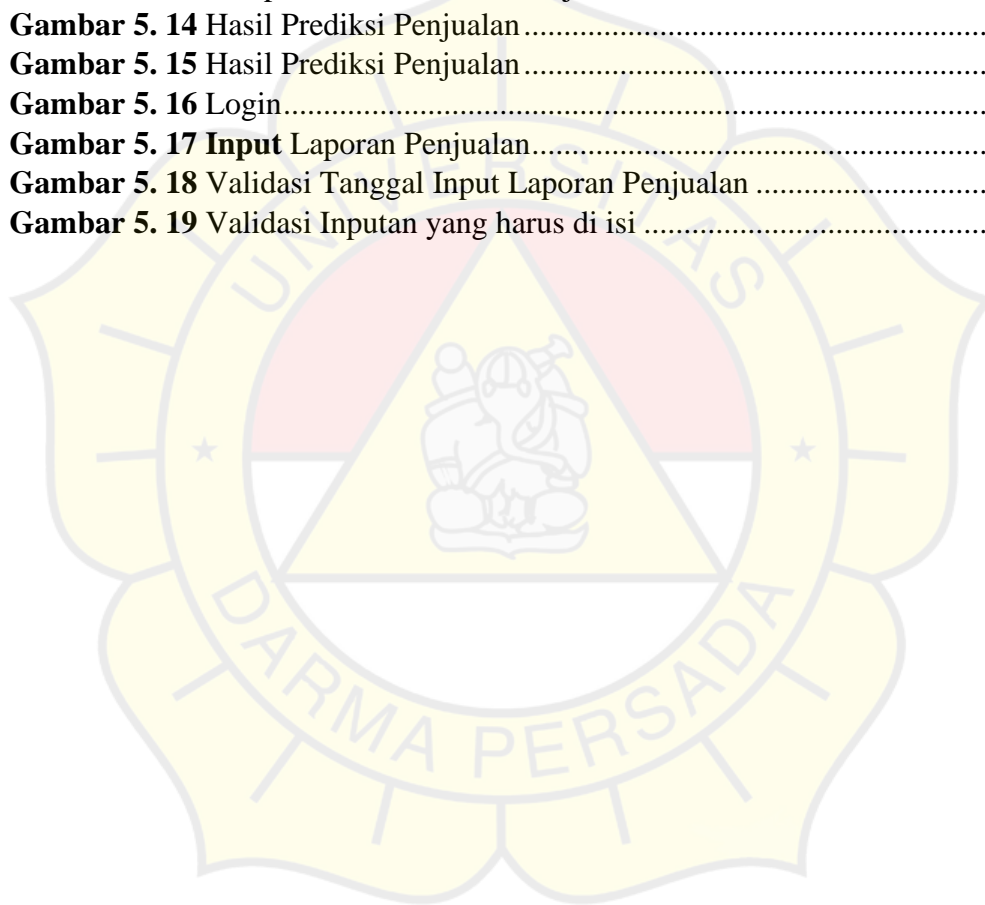 Gambar 5. 14 Hasil Prediksi Penjualan ................................................................
Gambar 5. 15 Hasil Prediksi Penjualan ................................................................
Gambar 5. 16 Login................................................................
Gambar 5. 17 Input Laporan Penjualan................................................................
Gambar 5. 18 Validasi Tanggal Input Laporan Penjualan ................................
Gambar 5. 19 Validasi Inputan yang harus di isi ................................................
UNIVERSITAS
DARMA PERSADA